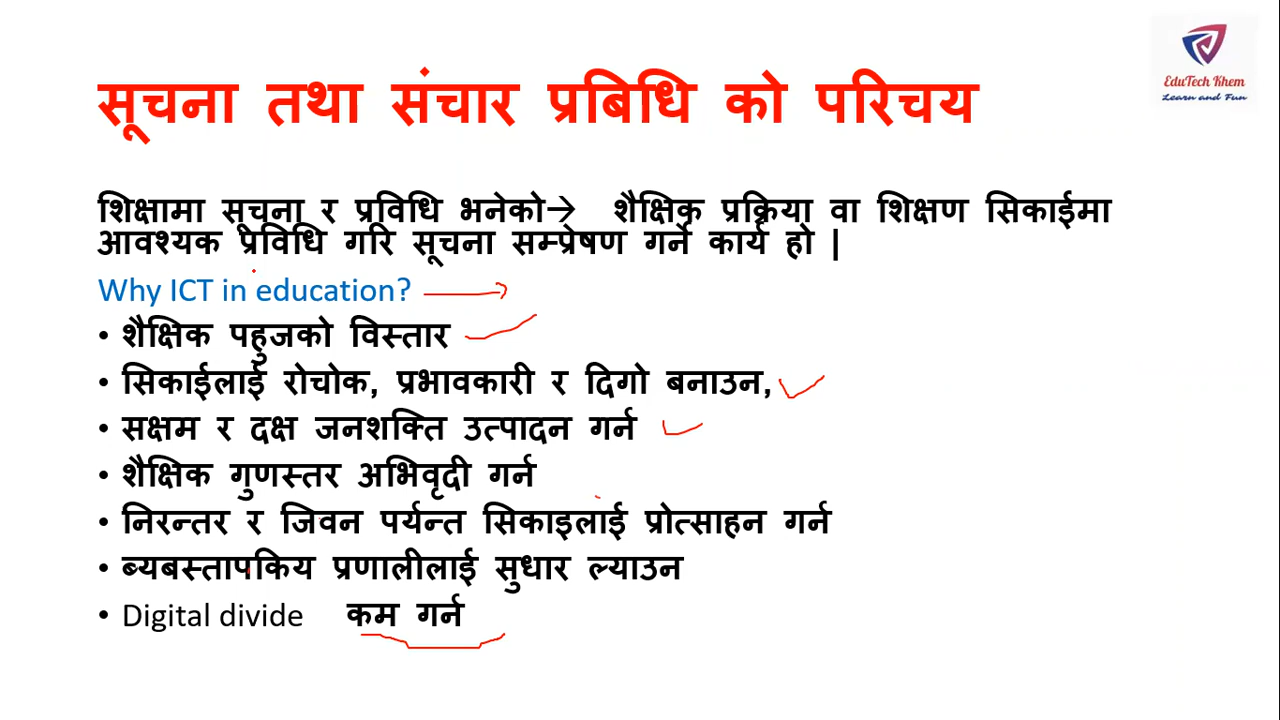 EduTech Khem
Learn and Fun
सूचना तथा संचार प्रबिधि को परिचय
शिक्षामा सूचना र प्रविधि भनेको→ शैक्षिक प्रक्रिया वा शिक्षण सिकाईमा
आवश्यक प्रविधि गरि सूचना सम्प्रेषण गर्ने कार्य हो |
Why ICT in education?
• शैक्षिक पहुजको विस्तार
• सिकाईलाई रोचोक, प्रभावकारी र दिगो बनाउन,
• सक्षम र दक्ष जनशक्ति उत्पादन गर्न
• शैक्षिक गुणस्तर अभिवृदी गर्न
• निरन्तर र जिवन पर्यन्त सिकाइलाई प्रोत्साहन गर्न
• ब्यबस्तापकिय प्रणालीलाई सुधार ल्याउन
• Digital divide कम गर्न